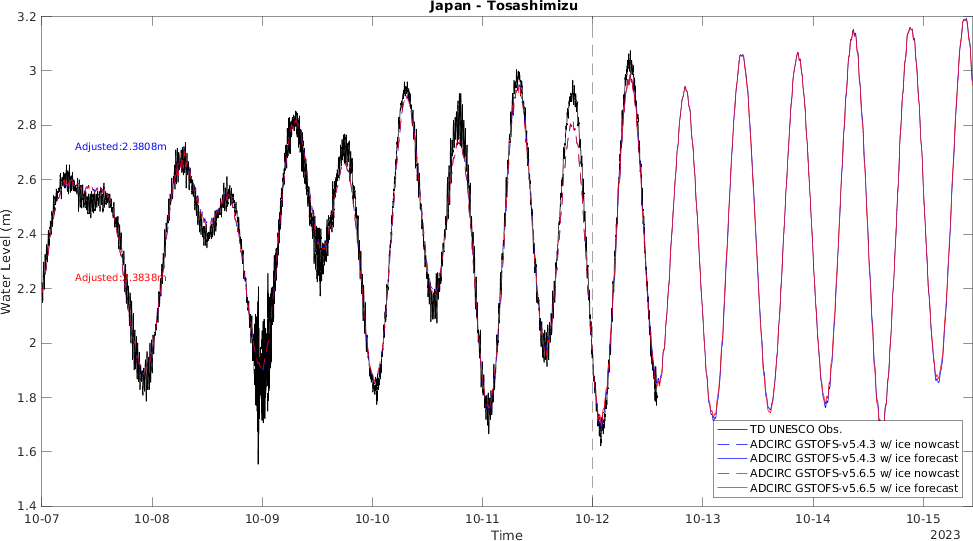 Japan - Tosashimizu
3.2
3
2.8
2.6
2.4
2.2
2
1.8
1.6
1.4
Water Level (m)
Adjusted:2.3808m
Adjusted:2.3838m
TD UNESCO Obs.
ADCIRC GSTOFS-v5.4.3 w/ ice nowcast
ADCIRC GSTOFS-v5.4.3 w/ ice forecast
ADCIRC GSTOFS-v5.6.5 w/ ice nowcast
ADCIRC GSTOFS-v5.6.5 w/ ice forecast
10-07 10-08 10-09 10-10 10-11 10-12 10-13 10-14 10-15
Time
2023